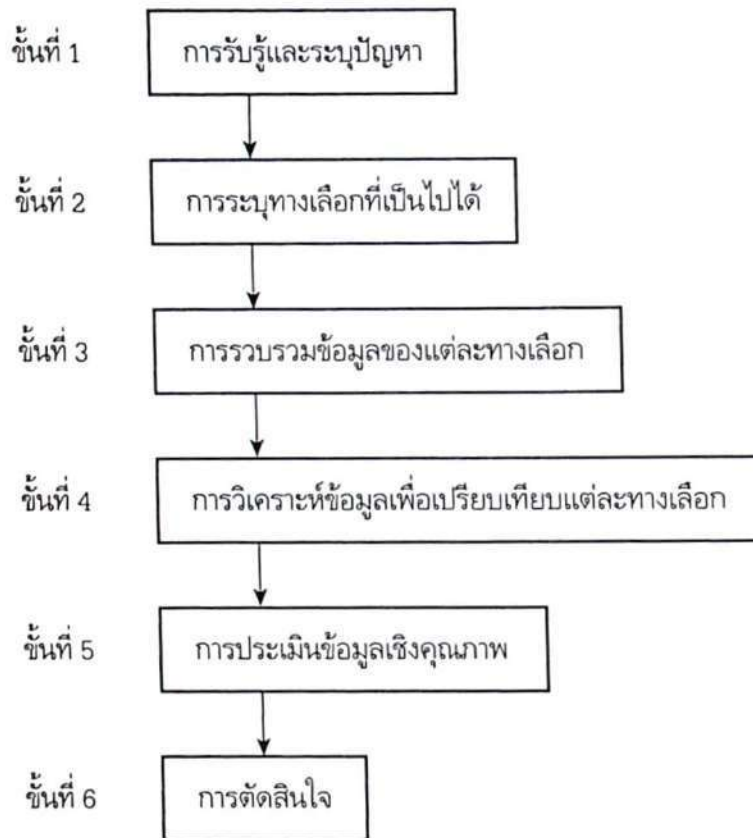 ขั้นที่ 1 การรับรู้และระบุปัญหา
ขั้นที่ 2 การระบุทางเลือกที่เป็นไปได้
ขั้นที่ 3 การรวบรวมข้อมูลของแต่ละทางเลือก
ขั้นที่ 4 การวิเคราะห์ข้อมูลเพื่อเปรียบเทียบแต่ละทางเลือก
ขั้นที่ 5 การประเมินข้อมูลเชิงคุณภาพ
ขั้นที่ 6 การตัดสินใจ